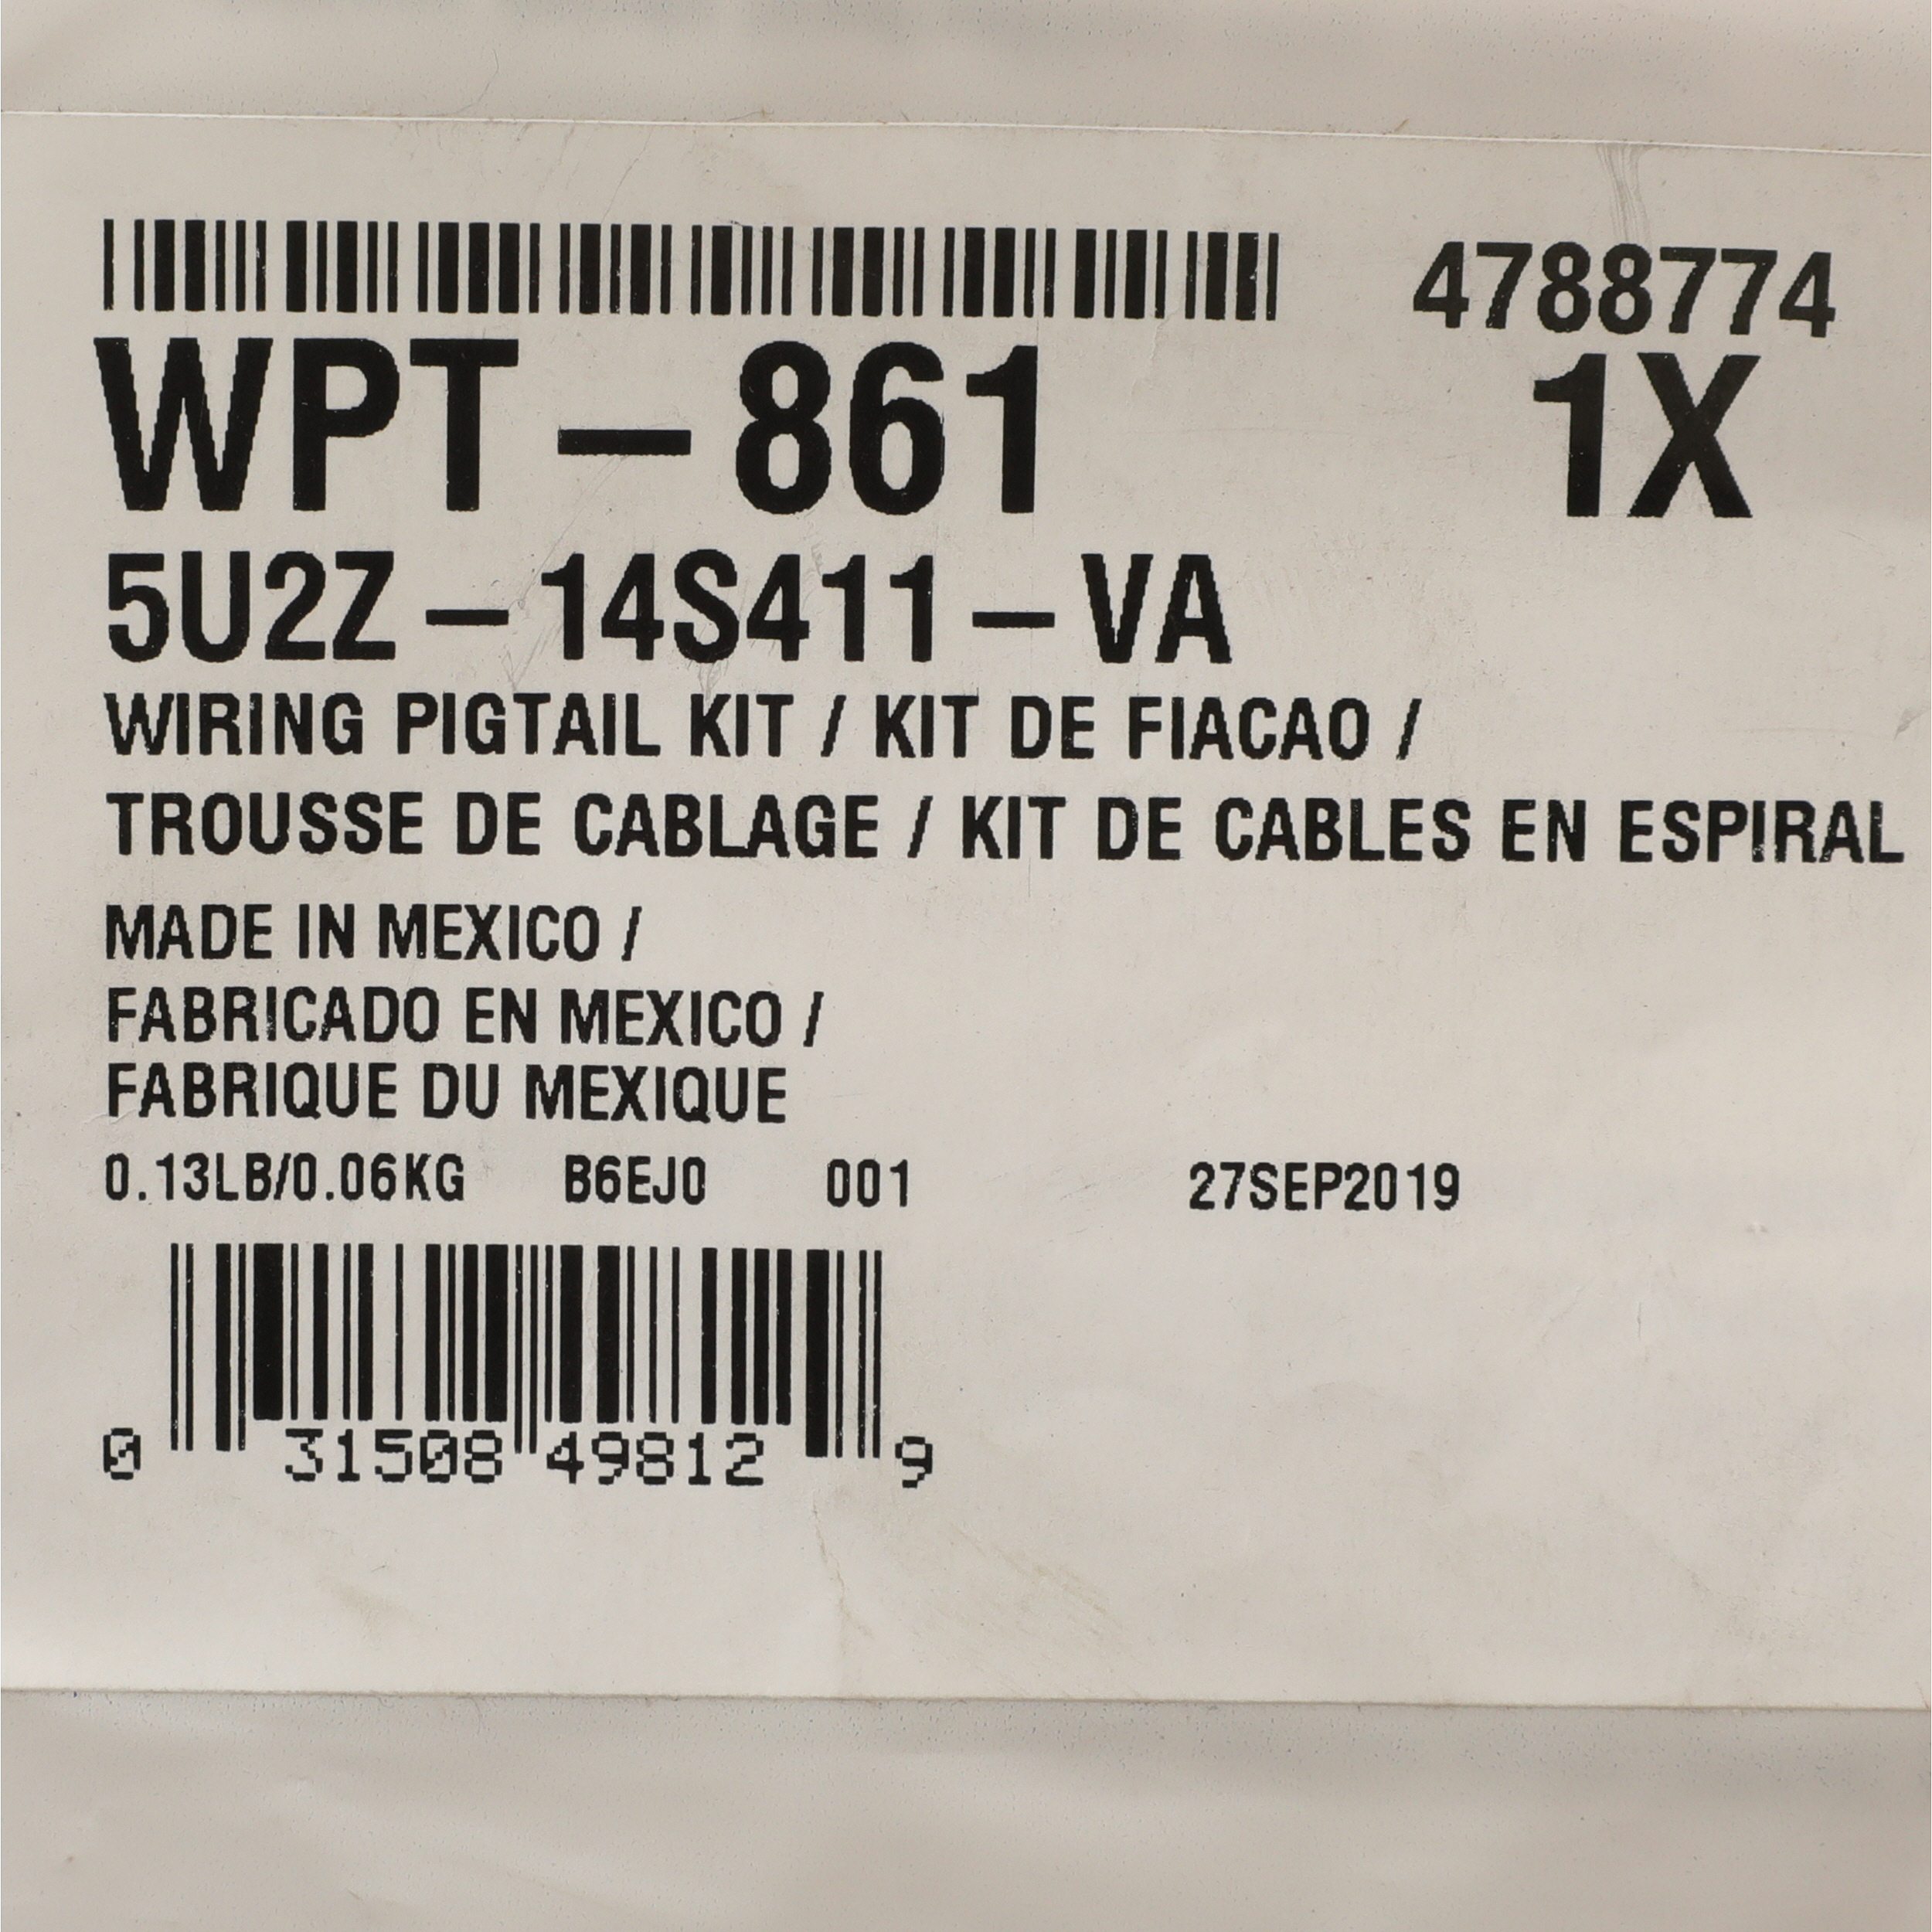 4788774
WPT-861 1X
5U2Z-14S411-VA
WIRING PIGTAIL KIT / KIT DE FIACAO /
TROUSSE DE CABLAGE / KIT DE CABLES EN ESPIRAL
MADE IN MEXICO /
FABRICADO EN MEXICO /
FABRIQUE DU MEXIQUE
0.13LB/0.06KG B6EJ0 001 27SEP2019
0 31508 49812 9